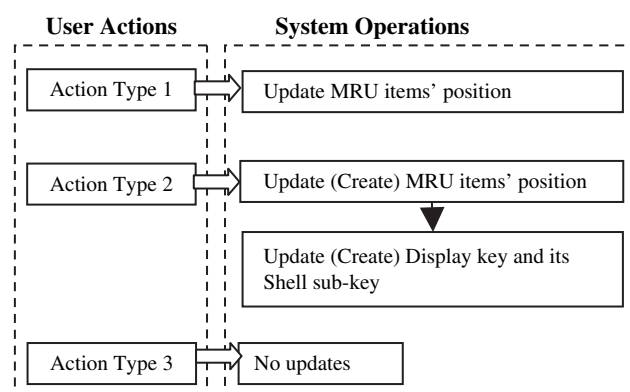 User Actions
System Operations
Action Type 1
Update MRU items’ position
Action Type 2
Update (Create) MRU items’ position
Update (Create) Display key and its
Shell sub-key
Action Type 3
No updates